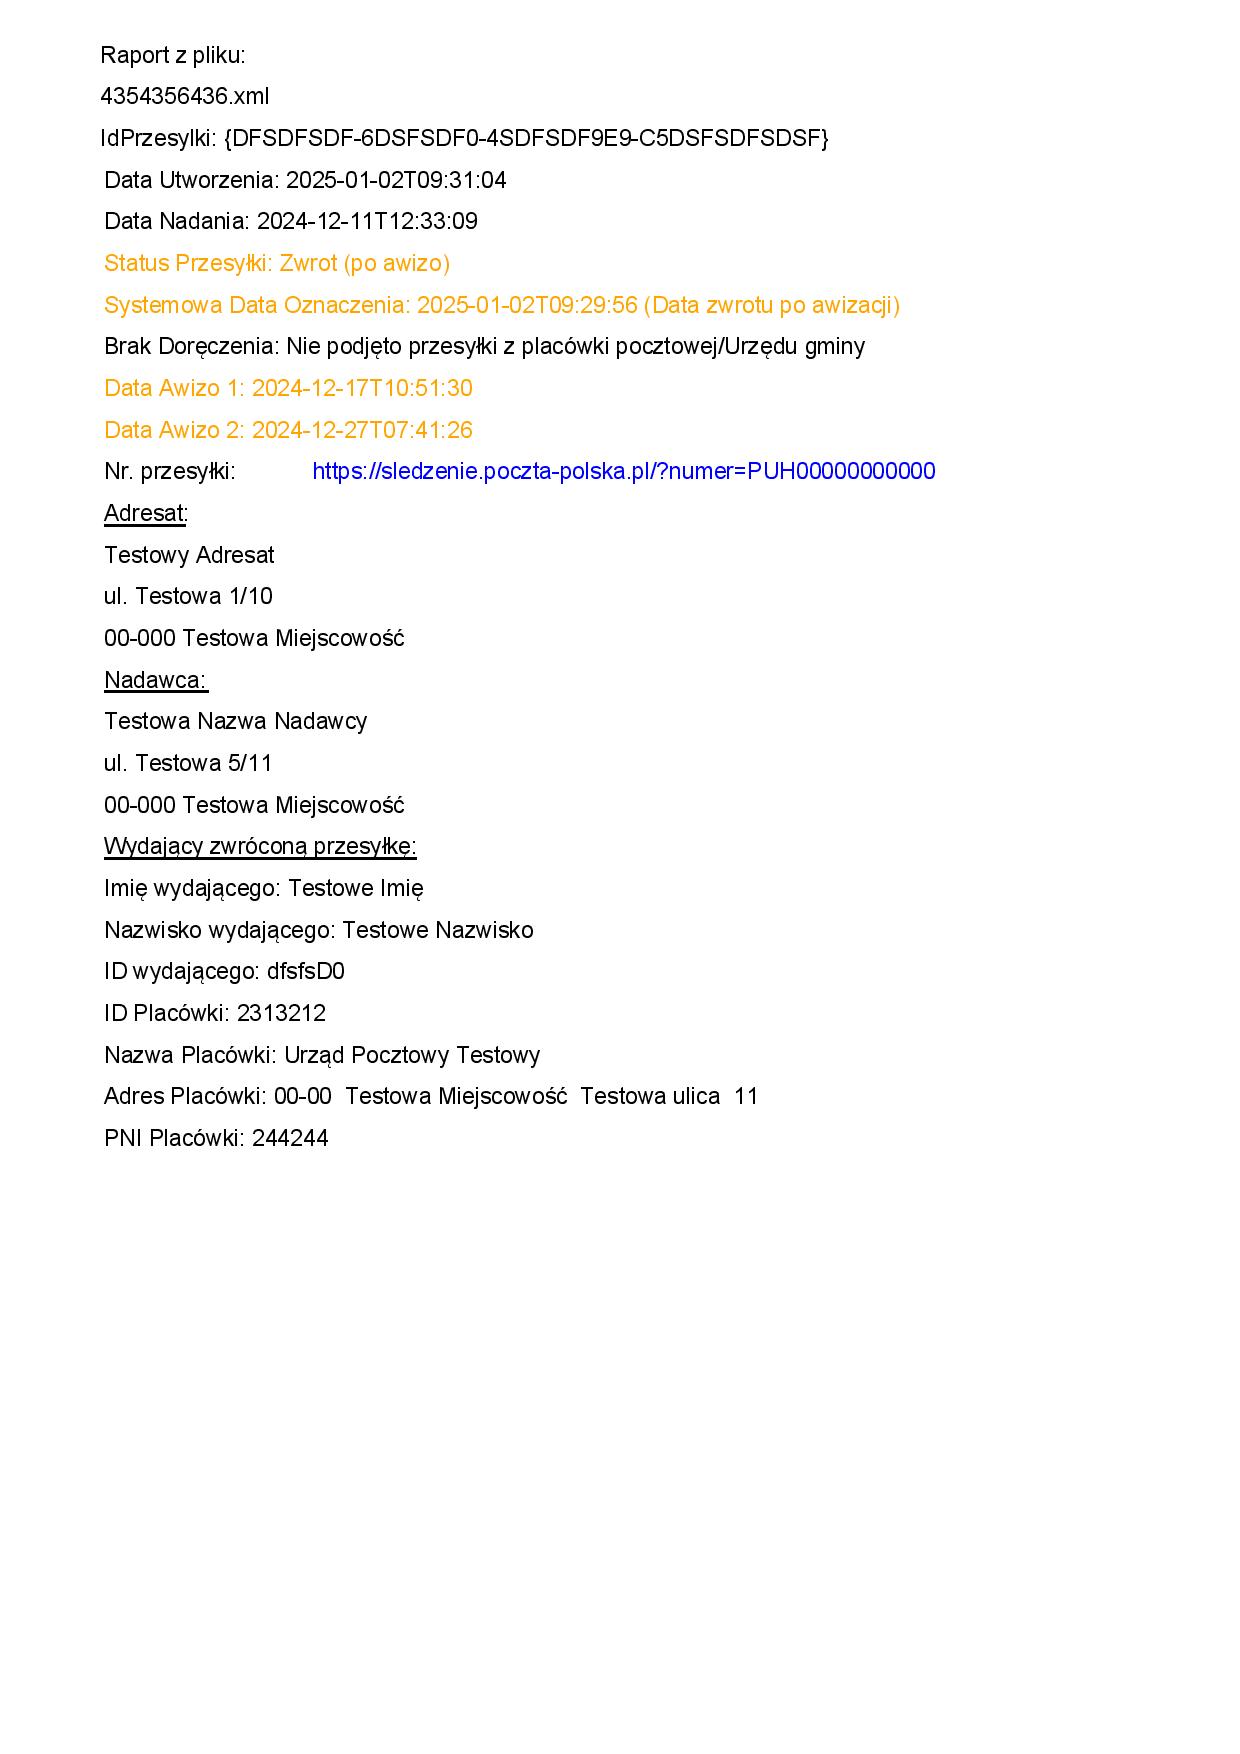 Raport z pliku:
4354356436.xml
IdPrzesylki: {DFSDFSDF-6DSFSDF0-4SDFSDF9E9-C5DSFSDFSDSF}
Data Utworzenia: 2025-01-02T09:31:04
Data Nadania: 2024-12-11T12:33:09
Status Przesyłki: Zwrot (po awizo)
Systemowa Data Oznaczenia: 2025-01-02T09:29:56 (Data zwrotu po awizacji)
Brak Doręczenia: Nie podjęto przesyłki z placówki pocztowej/Urzędu gminy
Data Awizo 1: 2024-12-17T10:51:30
Data Awizo 2: 2024-12-27T07:41:26
Nr. przesyłki: https://sledzenie.poczta-polska.pl/?numer=PUH00000000000
Adresat:
Testowy Adresat
ul. Testowa 1/10
00-000 Testowa Miejscowość
Nadawca:
Testowa Nazwa Nadawcy
ul. Testowa 5/11
00-000 Testowa Miejscowość
Wydający zwróconą przesyłkę:
Imię wydającego: Testowe Imię
Nazwisko wydającego: Testowe Nazwisko
ID wydającego: dfsfsD0
ID Placówki: 2313212
Nazwa Placówki: Urząd Pocztowy Testowy
Adres Placówki: 00-00 Testowa Miejscowość Testowa ulica 11
PNI Placówki: 244244